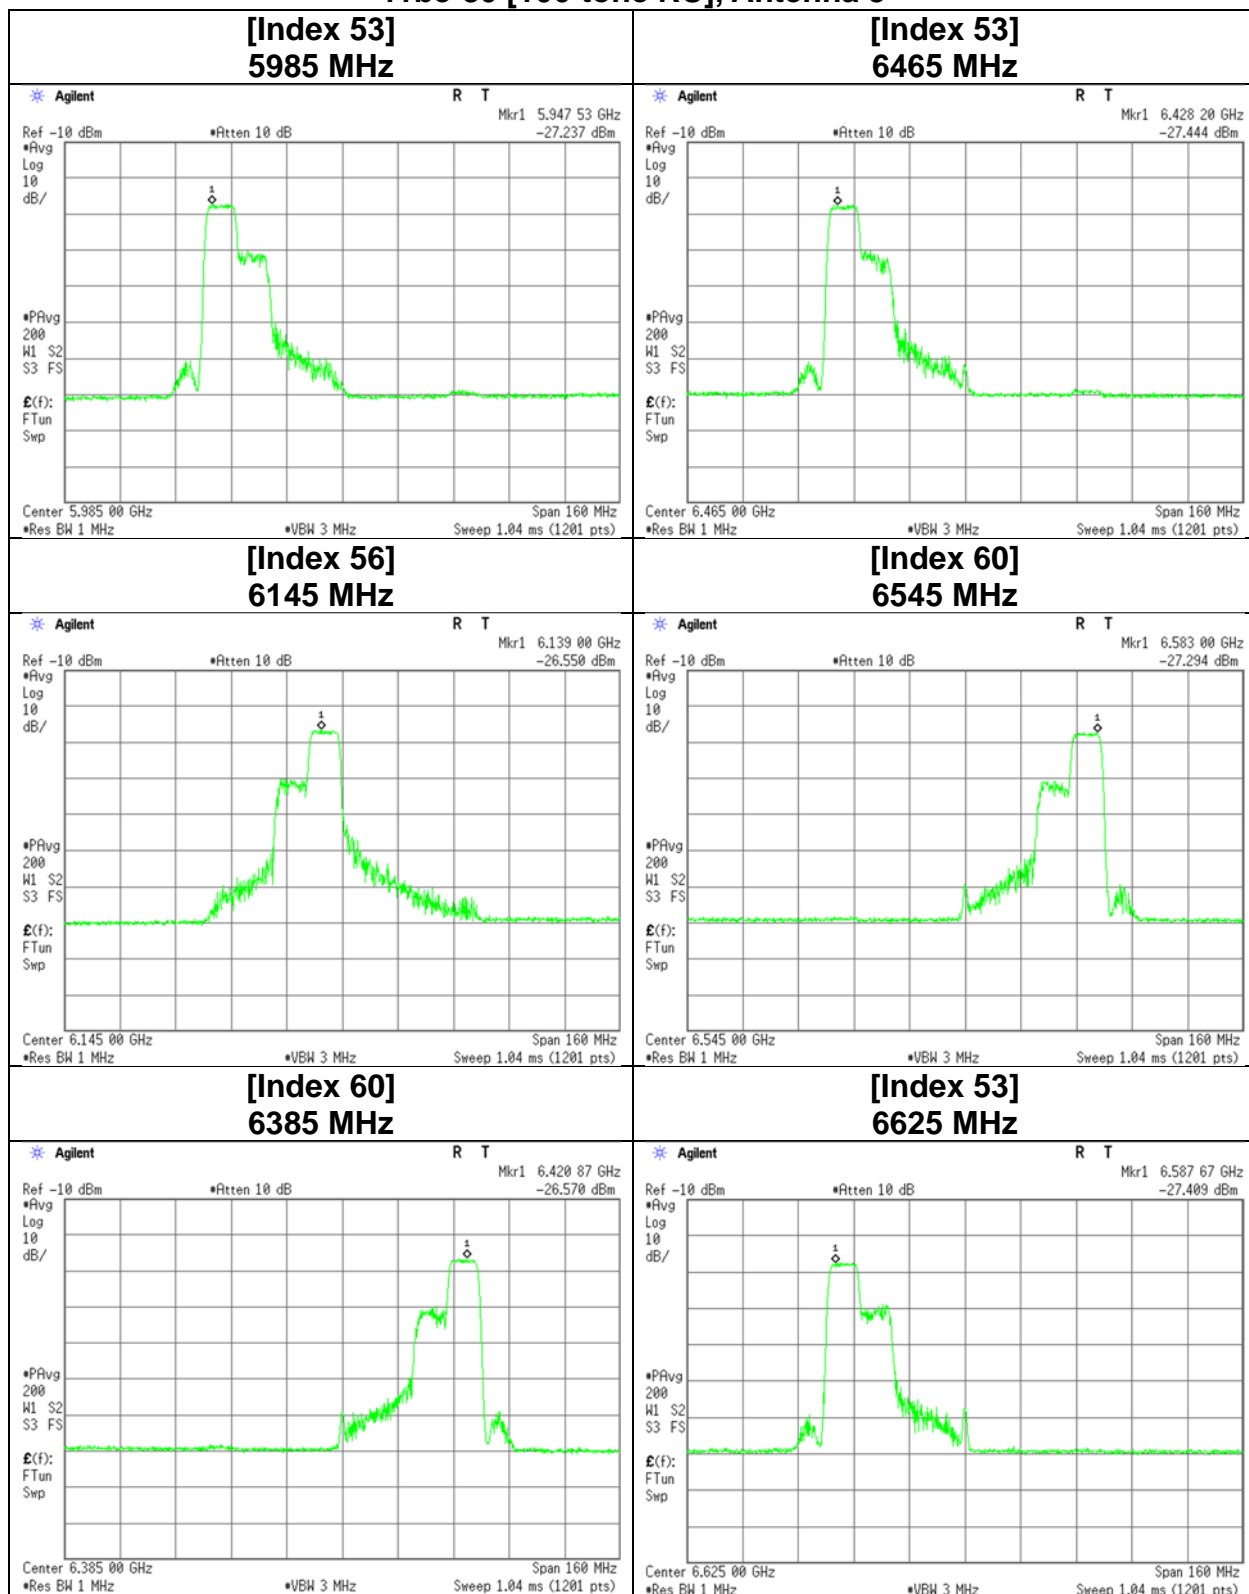 [Index 53]
5985 MHz
Agilent R T
Mkr1 5.947 53 GHz
Ref -10 dBm *Atten 10 dB -27.237 dBm
*Avg
Log
10
dB/
1
*PAvg
200
W1 S2
S3 FS
£(f):
FTun
Swp
Center 5.985 00 GHz Span 160 MHz
*Res BW 1 MHz *VBW 3 MHz Sweep 1.04 ms (1201 pts)
[Index 53]
6465 MHz
Agilent R T
Mkr1 6.428 20 GHz
Ref -10 dBm *Atten 10 dB -27.444 dBm
*Avg
Log
10
dB/
1
*PAvg
200
W1 S2
S3 FS
£(f):
FTun
Swp
Center 6.465 00 GHz Span 160 MHz
*Res BW 1 MHz *VBW 3 MHz Sweep 1.04 ms (1201 pts)
[Index 56]
6145 MHz
Agilent R T
Mkr1 6.139 00 GHz
Ref -10 dBm *Atten 10 dB -26.550 dBm
*Avg
Log
10
dB/
1
*PAvg
200
W1 S2
S3 FS
£(f):
FTun
Swp
Center 6.145 00 GHz Span 160 MHz
*Res BW 1 MHz *VBW 3 MHz Sweep 1.04 ms (1201 pts)
[Index 60]
6545 MHz
Agilent R T
Mkr1 6.583 00 GHz
Ref -10 dBm *Atten 10 dB -27.294 dBm
*Avg
Log
10
dB/
1
*PAvg
200
W1 S2
S3 FS
£(f):
FTun
Swp
Center 6.545 00 GHz Span 160 MHz
*Res BW 1 MHz *VBW 3 MHz Sweep 1.04 ms (1201 pts)
[Index 60]
6385 MHz
Agilent R T
Mkr1 6.420 87 GHz
Ref -10 dBm *Atten 10 dB -26.570 dBm
*Avg
Log
10
dB/
1
*PAvg
200
W1 S2
S3 FS
£(f):
FTun
Swp
Center 6.385 00 GHz Span 160 MHz
*Res BW 1 MHz *VBW 3 MHz Sweep 1.04 ms (1201 pts)
[Index 53]
6625 MHz
Agilent R T
Mkr1 6.587 67 GHz
Ref -10 dBm *Atten 10 dB -27.409 dBm
*Avg
Log
10
dB/
1
*PAvg
200
W1 S2
S3 FS
£(f):
FTun
Swp
Center 6.625 00 GHz Span 160 MHz
*Res BW 1 MHz *VBW 3 MHz Sweep 1.04 ms (1201 pts)